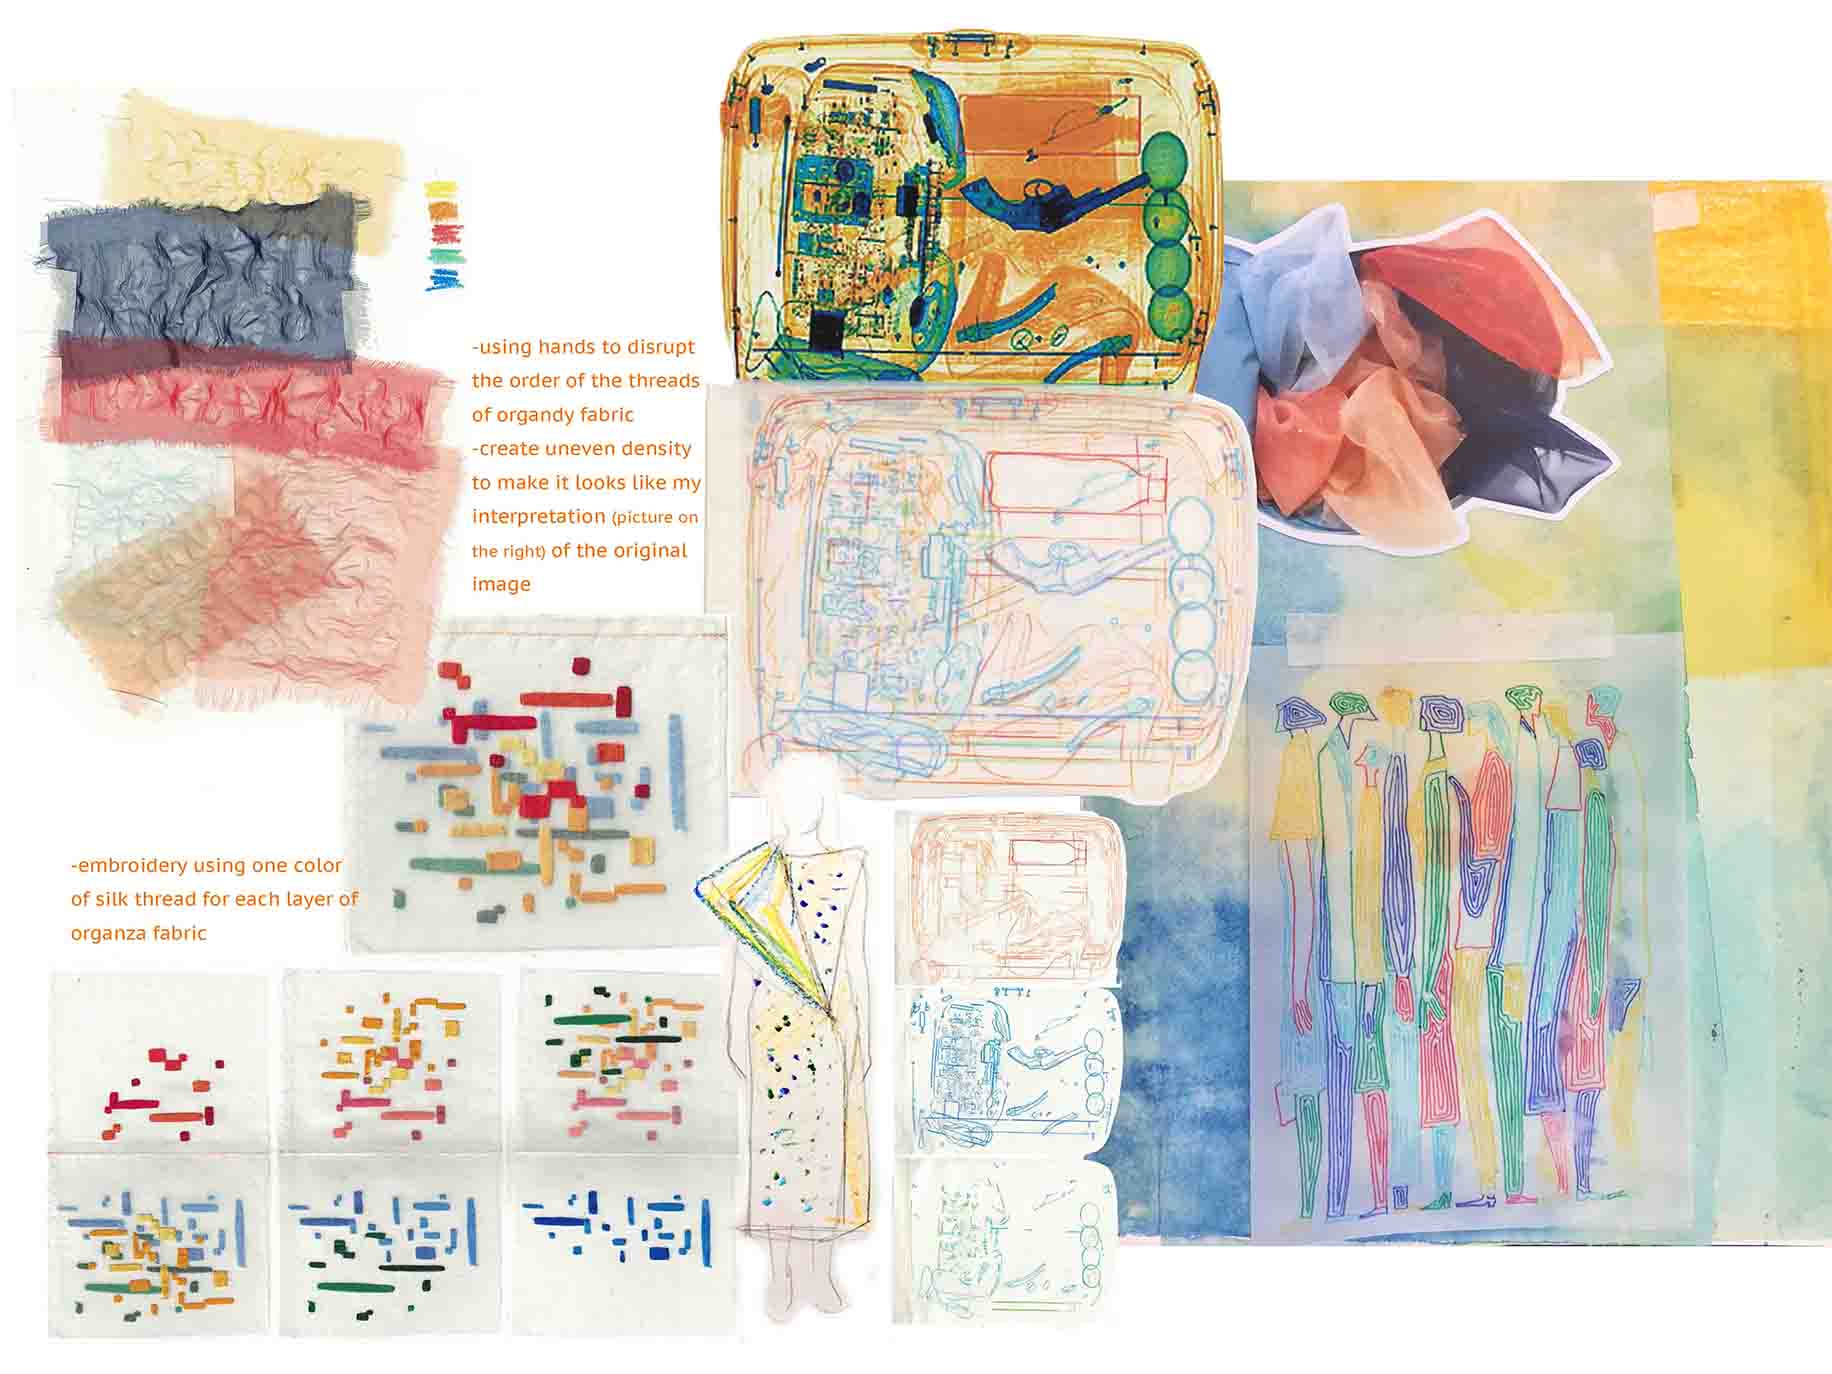 -using hands to disrupt
the order of the threads
of organdy fabric
-create uneven density
to make it looks like my
interpretation (picture on
the right) of the original
image
-embroidery using one color
of silk thread for each layer of
organza fabric